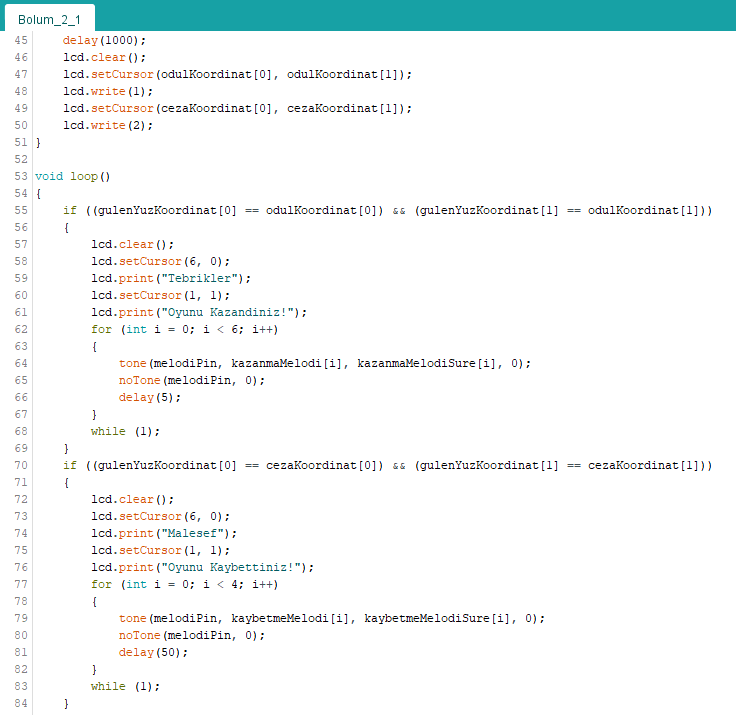 Bolum_2_1
45     delay(1000);
46     lcd.clear();
47     lcd.setCursor(odulKoordinat[0], odulKoordinat[1]);
48     lcd.write(1);
49     lcd.setCursor(cezaKoordinat[0], cezaKoordinat[1]);
50     lcd.write(2);
51 }
52
53 void loop()
54 {
55     if ((gulenYuzKoordinat[0] == odulKoordinat[0]) && (gulenYuzKoordinat[1] == odulKoordinat[1]))
56     {
57         lcd.clear();
58         lcd.setCursor(6, 0);
59         lcd.print("Tebrikler");
60         lcd.setCursor(1, 1);
61         lcd.print("Oyunu Kazandiniz!");
62         for (int i = 0; i < 6; i++)
63         {
64             tone(melodiPin, kazanmaMelodi[i], kazanmaMelodiSure[i], 0);
65             noTone(melodiPin, 0);
66             delay(5);
67         }
68         while (1);
69     }
70     if ((gulenYuzKoordinat[0] == cezaKoordinat[0]) && (gulenYuzKoordinat[1] == cezaKoordinat[1]))
71     {
72         lcd.clear();
73         lcd.setCursor(6, 0);
74         lcd.print("Malesef");
75         lcd.setCursor(1, 1);
76         lcd.print("Oyunu Kaybettiniz!");
77         for (int i = 0; i < 4; i++)
78         {
79             tone(melodiPin, kaybetmeMelodi[i], kaybetmeMelodiSure[i], 0);
80             noTone(melodiPin, 0);
81             delay(50);
82         }
83         while (1);
84     }